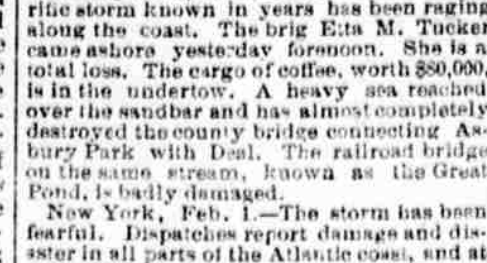 rific storm known in years has been raging
along the coast. The brig Etta M. Tucker
came ashore yesterday forenoon. She is a
total loss. The cargo of coffee, worth $80,000,
is in the undertow. A heavy sea reached
over the sandbar and has almost completely
destroyed the county bridge connecting As-
bury Park with Deal. The railroad bridge
on the same stream, known as the Great
Pond, is badly damaged.
New York, Feb. 1.—The storm has been
fearful. Dispatches report damage and dis-
aster in all parts of the Atlantic coast, and at